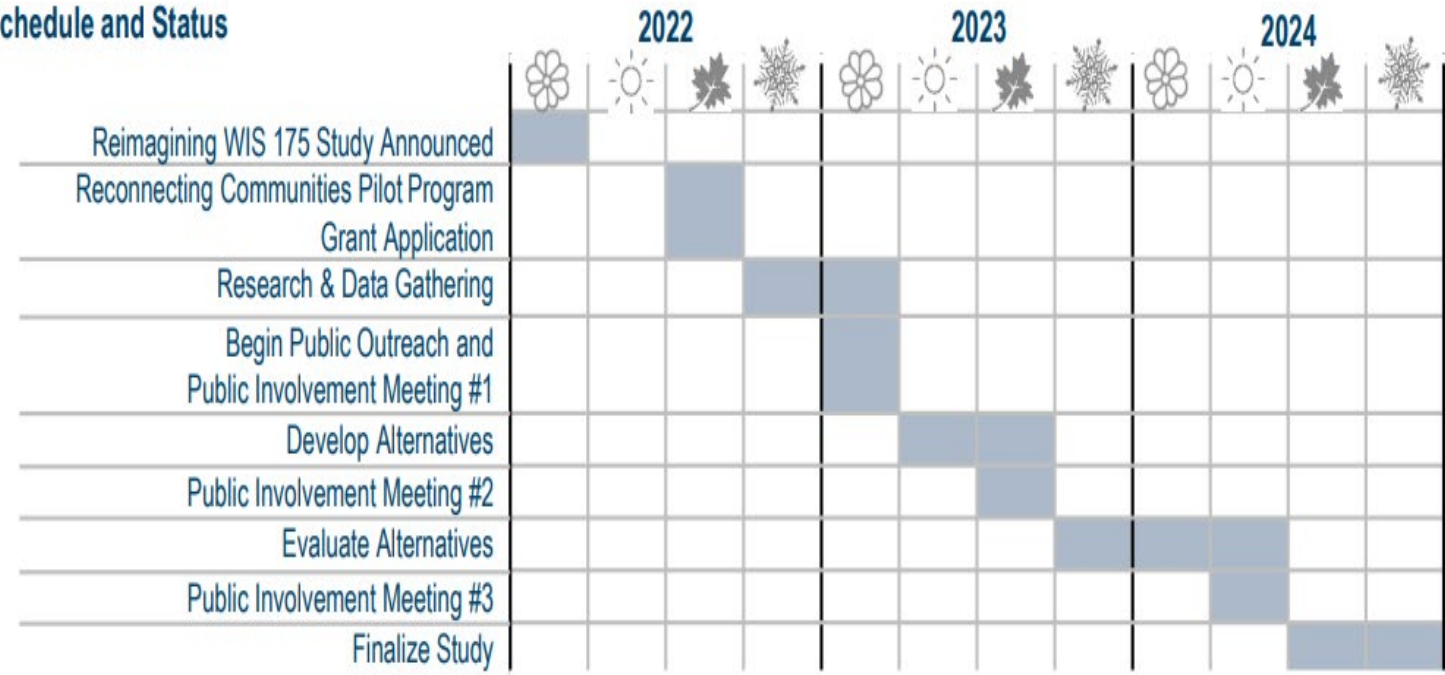 chedule and Status
2022
2023
2024
Reimagining WIS 175 Study Announced
Reconnecting Communities Pilot Program
Grant Application
Research & Data Gathering
Begin Public Outreach and
Public Involvement Meeting #1
Develop Alternatives
Public Involvement Meeting #2
Evaluate Alternatives
Public Involvement Meeting #3
Finalize Study